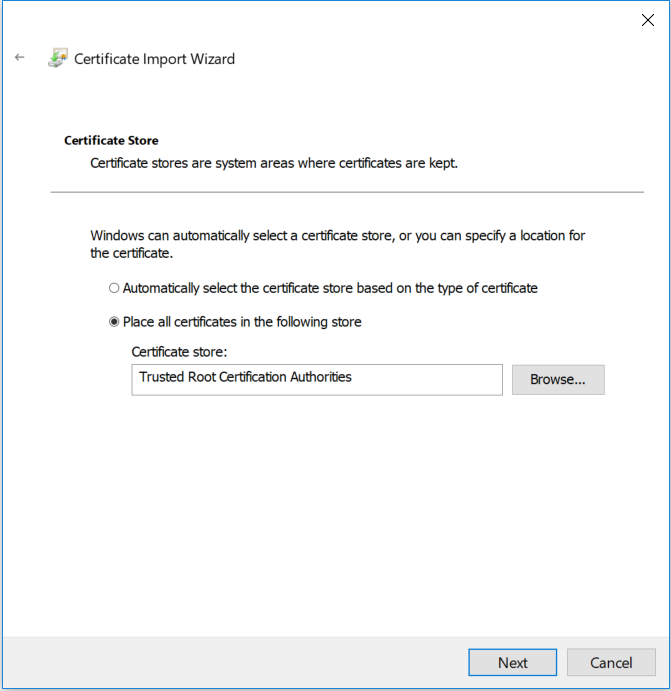 Certificate Import Wizard
Certificate Store
Certificate stores are system areas where certificates are kept.
Windows can automatically select a certificate store, or you can specify a location for
the certificate.
Automatically select the certificate store based on the type of certificate
Place all certificates in the following store
Certificate store:
Trusted Root Certification Authorities
Browse...
Next
Cancel